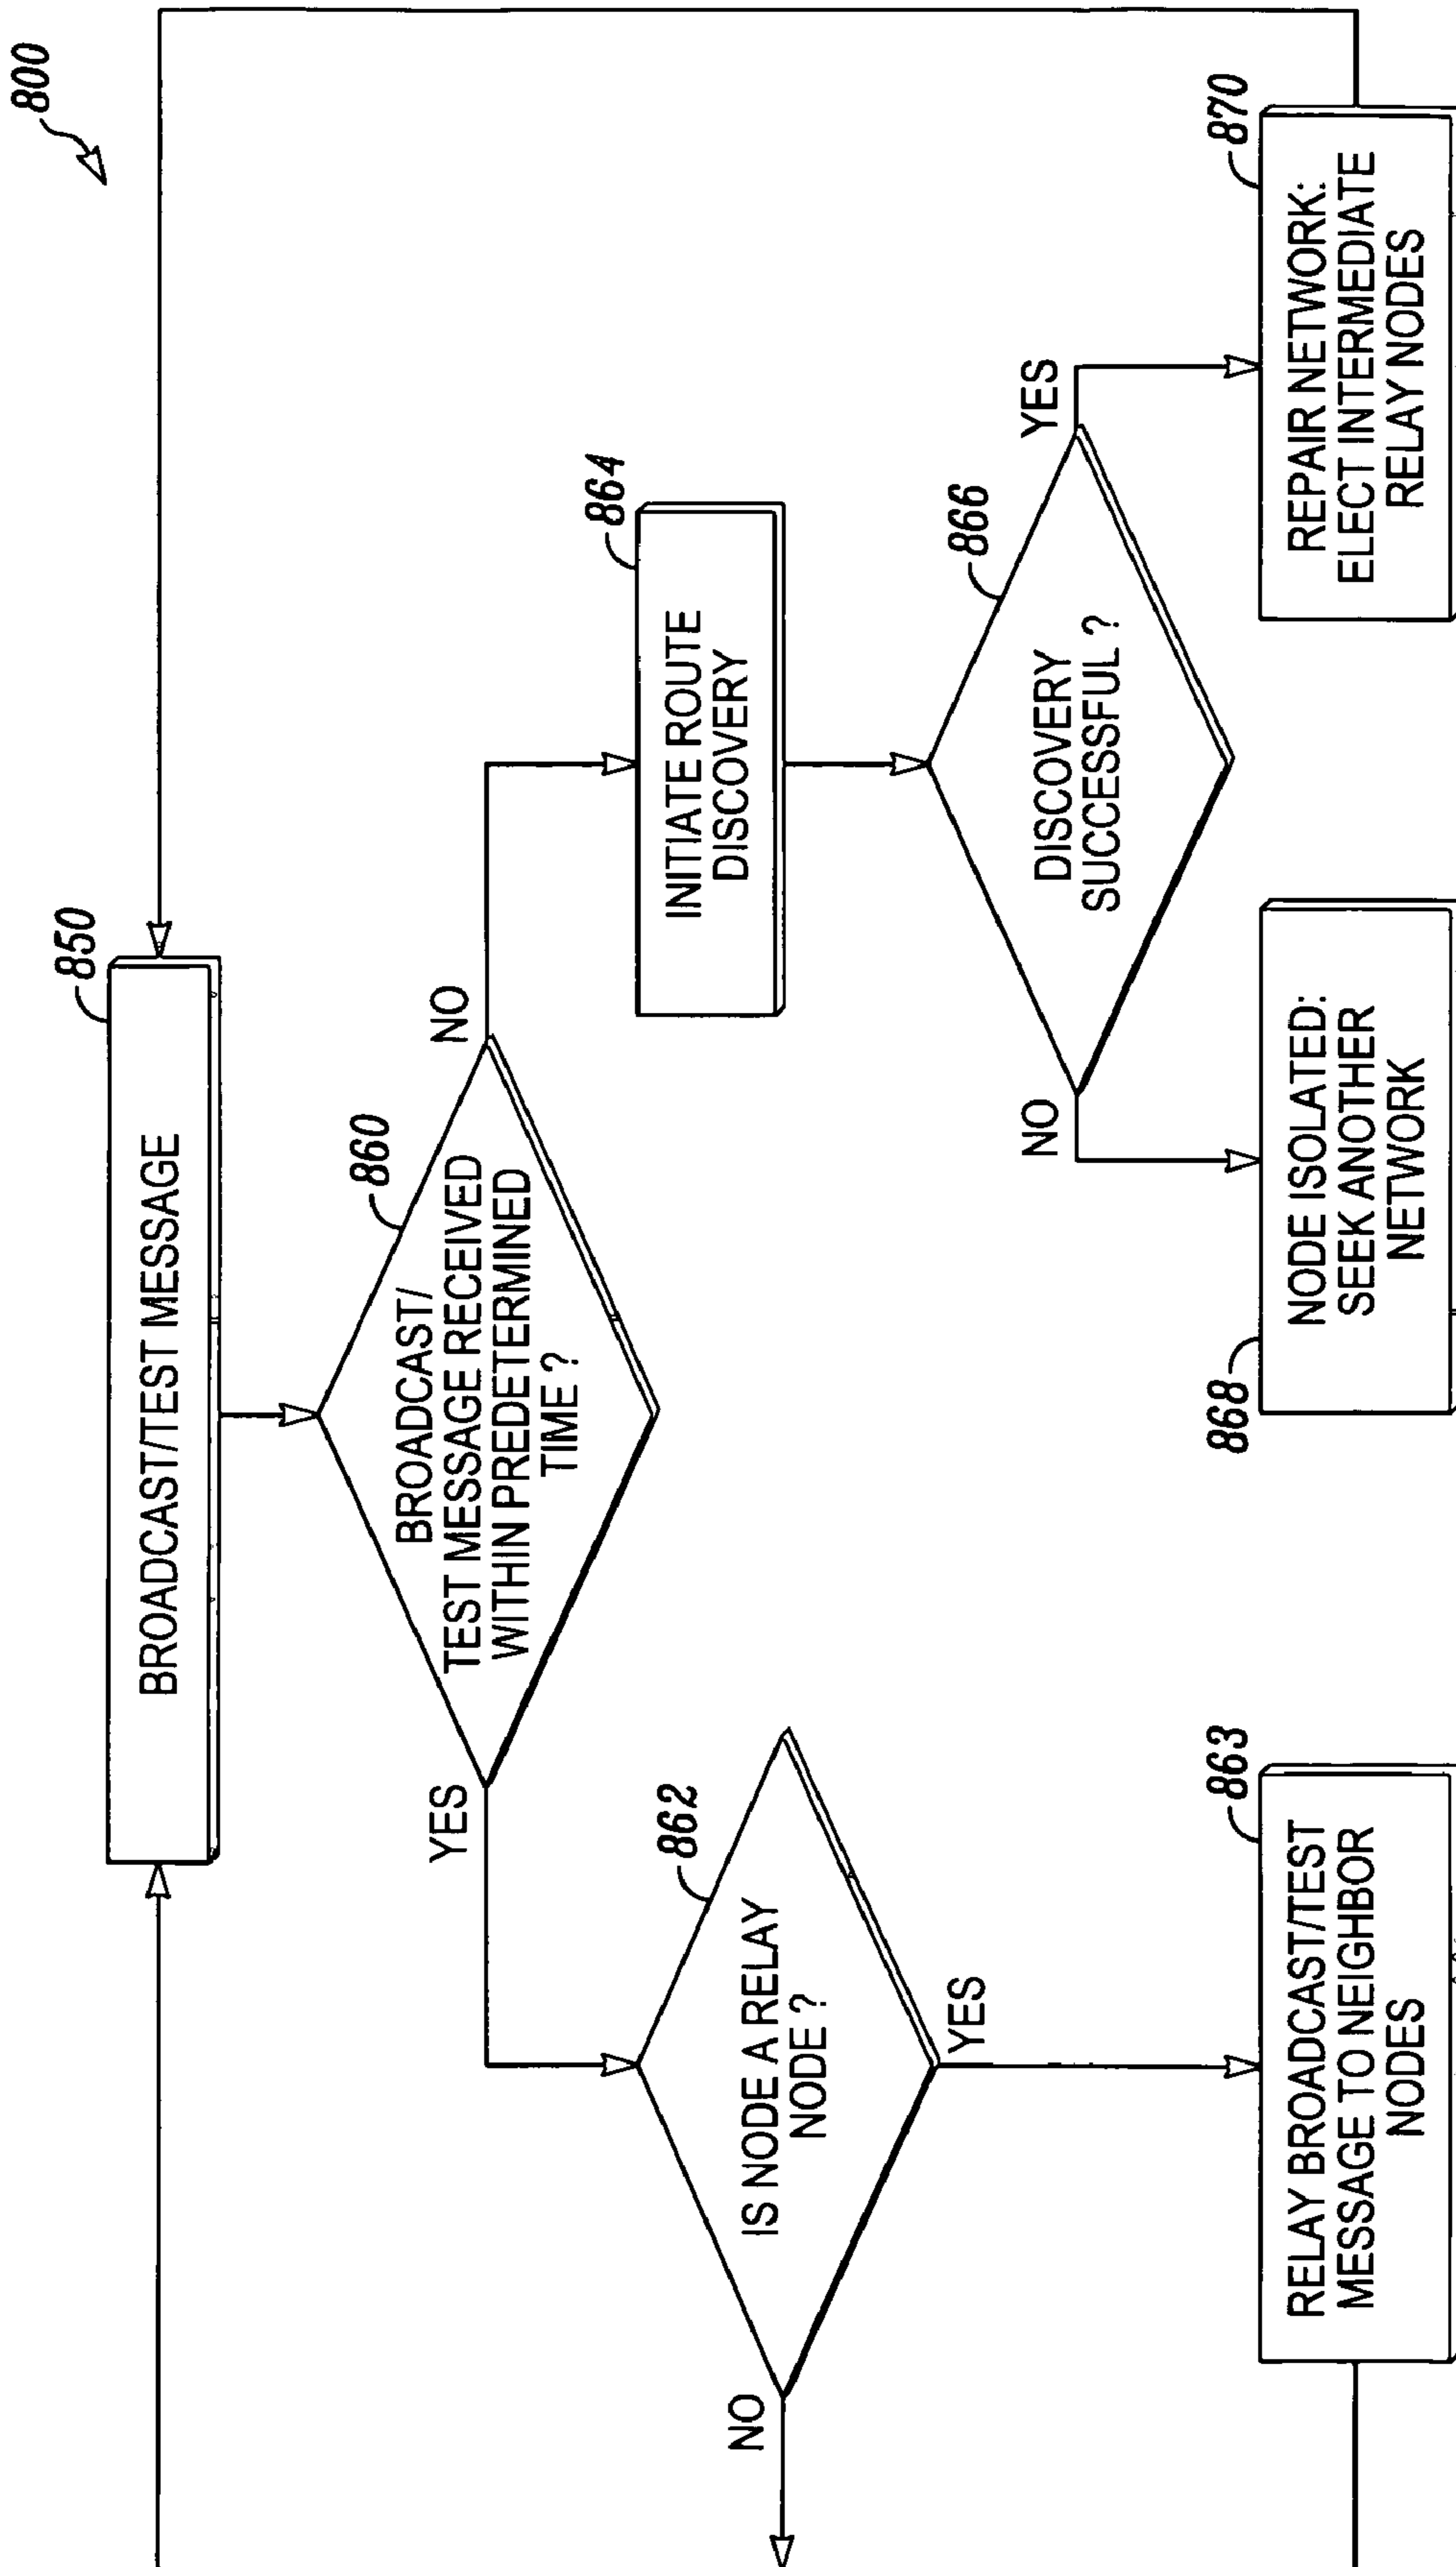 800
850
BROADCAST/TEST MESSAGE
860
BROADCAST/
TEST MESSAGE RECEIVED
WITHIN PREDETERMINED
TIME ?
YES
NO
862
IS NODE A RELAY
NODE ?
NO
YES
863
RELAY BROADCAST/TEST
MESSAGE TO NEIGHBOR
NODES
864
INITIATE ROUTE
DISCOVERY
866
DISCOVERY
SUCCESSFUL ?
NO
YES
868
NODE ISOLATED:
SEEK ANOTHER
NETWORK
870
REPAIR NETWORK:
ELECT INTERMEDIATE
RELAY NODES